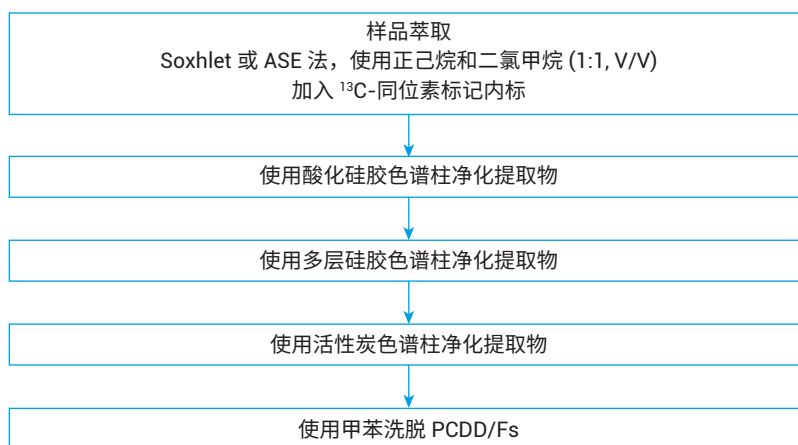 样品萃取
Soxhlet 或 ASE 法，使用正己烷和二氯甲烷 (1:1, V/V)
加入 ¹³C-同位素标记内标
使用酸化硅胶色谱柱净化提取物
使用多层硅胶色谱柱净化提取物
使用活性炭色谱柱净化提取物
使用甲苯洗脱 PCDD/Fs